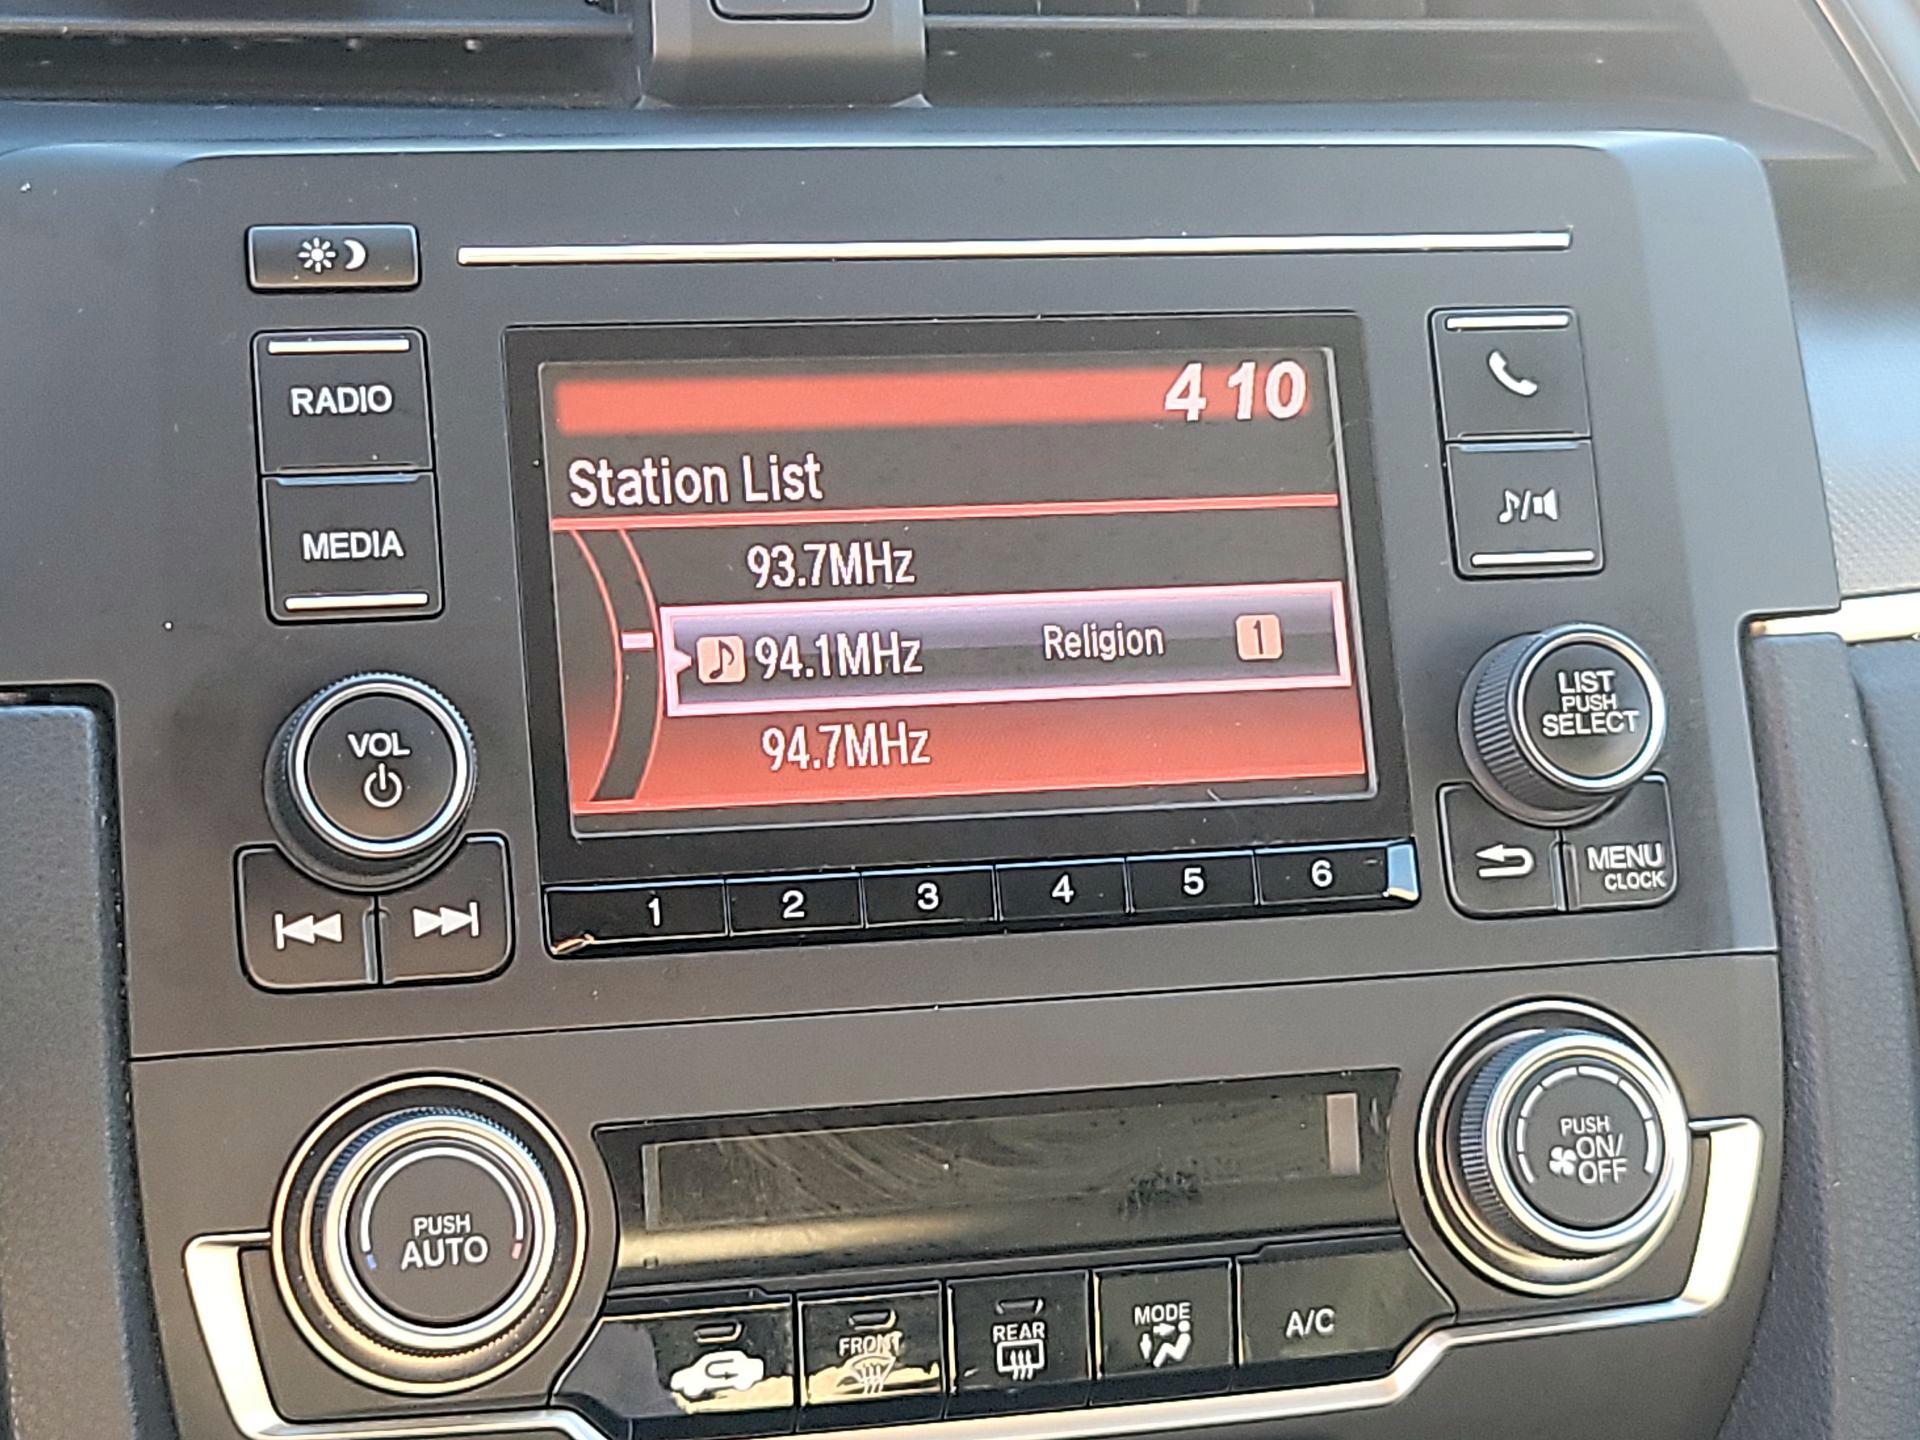 4 10
RADIO
Station List
MEDIA
93.7MHz
94.1MHz Religion 1
94.7MHz
VOL
LIST
PUSH
SELECT
1 2 3 4 5 6
MENU
CLOCK
PUSH
AUTO
PUSH
ON/
OFF
FRONT
REAR
MODE
A/C